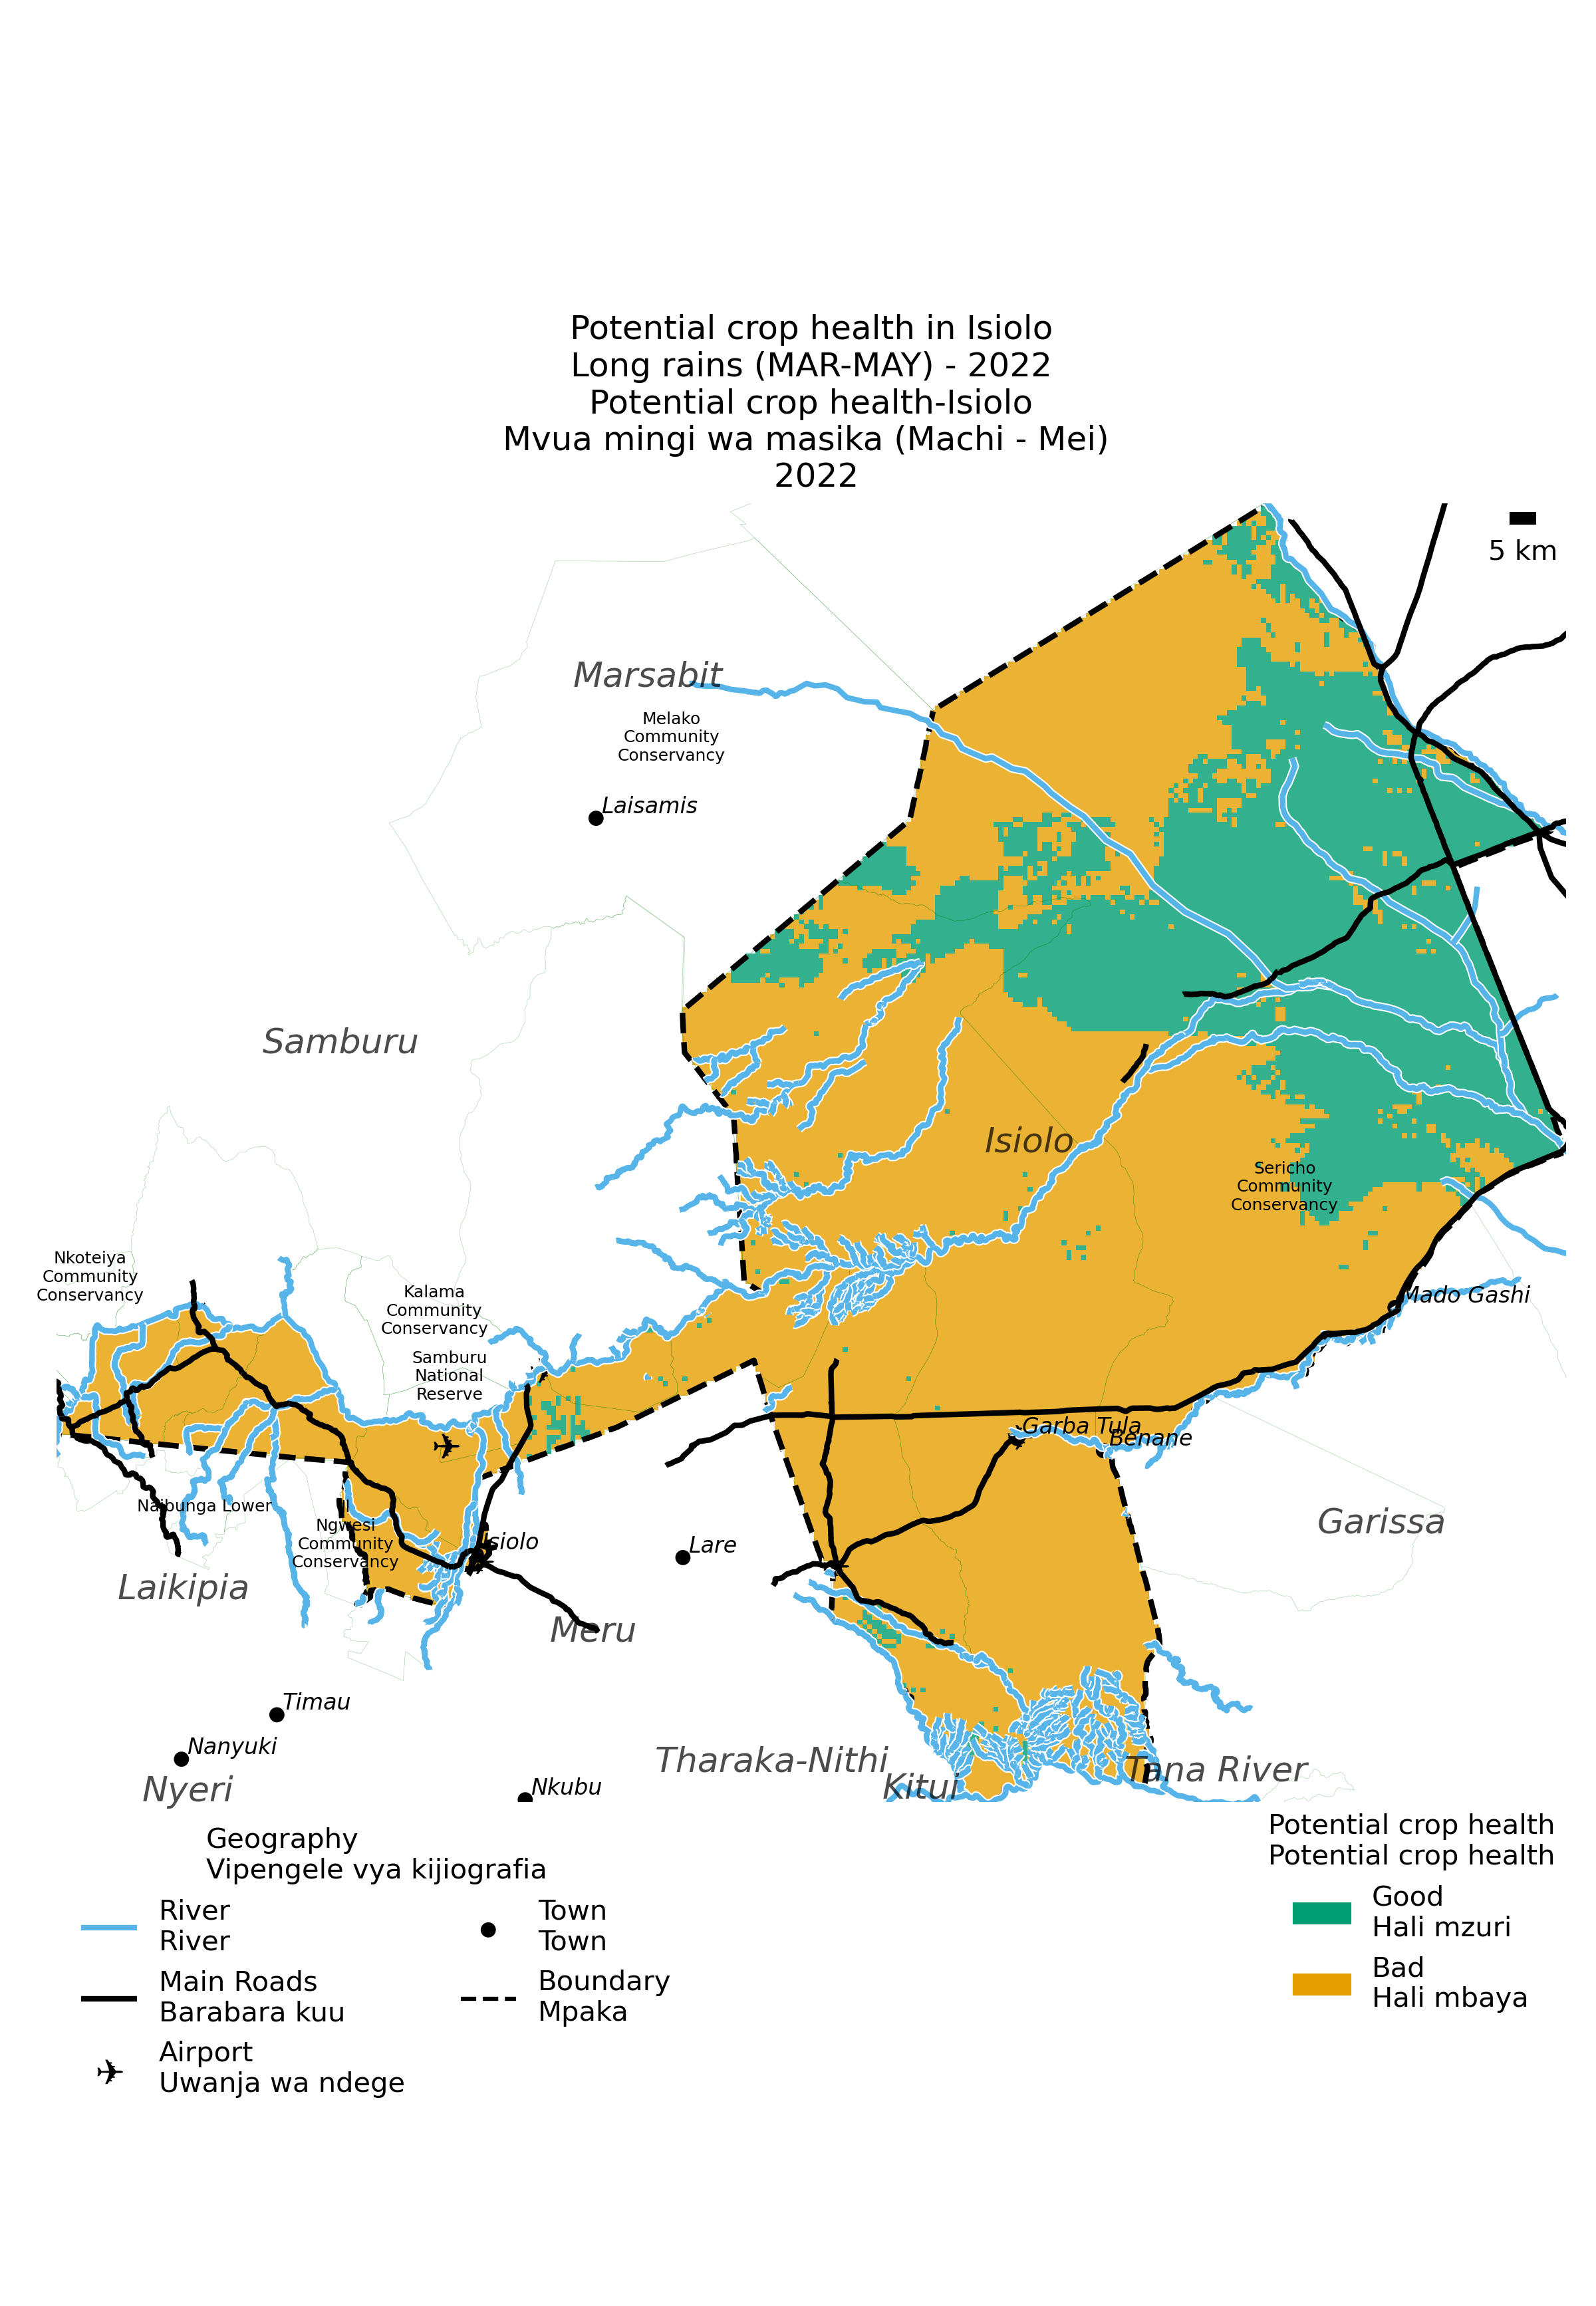 Potential crop health in Isiolo
Long rains (MAR-MAY) - 2022
Potential crop health-Isiolo
Mvua mingi wa masika (Machi - Mei)
2022
5 km
Marsabit
Melako
Community
Conservancy
Laisamis
Samburu
Isiolo
Sericho
Community
Conservancy
Nkoteiya
Community
Conservancy
Kalama
Community
Conservancy
Mado Gashi
Samburu
National
Reserve
Garba Tula
Benane
Naibunga Lower
Il
Ngwesi
Community
Conservancy
Isiolo
Lare
Garissa
Laikipia
Meru
Timau
Nanyuki
Nyeri
Nkubu
Tharaka-Nithi
Kitui
Tana River
Geography
Vipengele vya kijiografia
River
River
Main Roads
Barabara kuu
Airport
Uwanja wa ndege
Town
Town
Boundary
Mpaka
Potential crop health
Potential crop health
Good
Hali mzuri
Bad
Hali mbaya